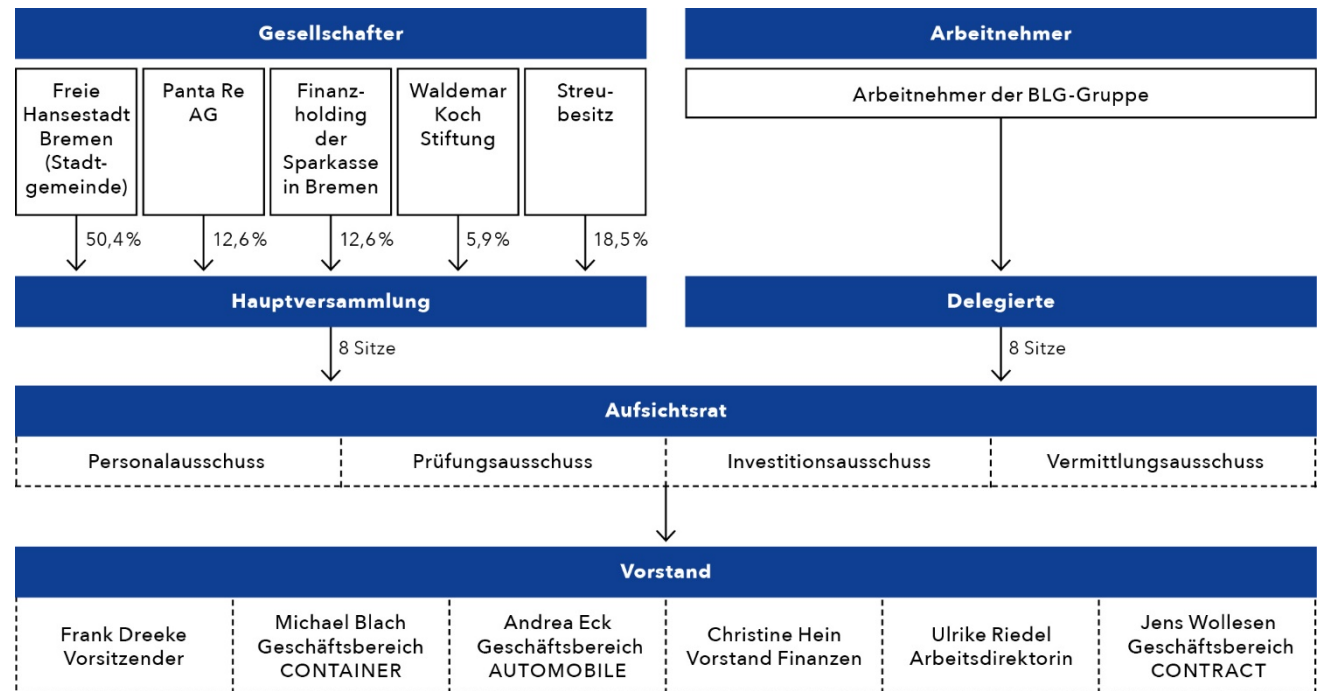 Gesellschafter
Arbeitnehmer
Freie
Hansestadt
Bremen
(Stadt-
gemeinde)
Panta Re
AG
Finanz-
holding
der
Sparkasse
in Bremen
Waldemar
Koch
Stiftung
Streu-
besitz
Arbeitnehmer der BLG-Gruppe
50,4 %
12,6 %
12,6 %
5,9 %
18,5 %
Hauptversammlung
Delegierte
8 Sitze
8 Sitze
Aufsichtsrat
Personalausschuss
Prüfungsausschuss
Investitionsausschuss
Vermittlungsausschuss
Vorstand
Frank Dreeke
Vorsitzender
Michael Blach
Geschäftsbereich
CONTAINER
Andrea Eck
Geschäftsbereich
AUTOMOBILE
Christine Hein
Vorstand Finanzen
Ulrike Riedel
Arbeitsdirektorin
Jens Wollesen
Geschäftsbereich
CONTRACT